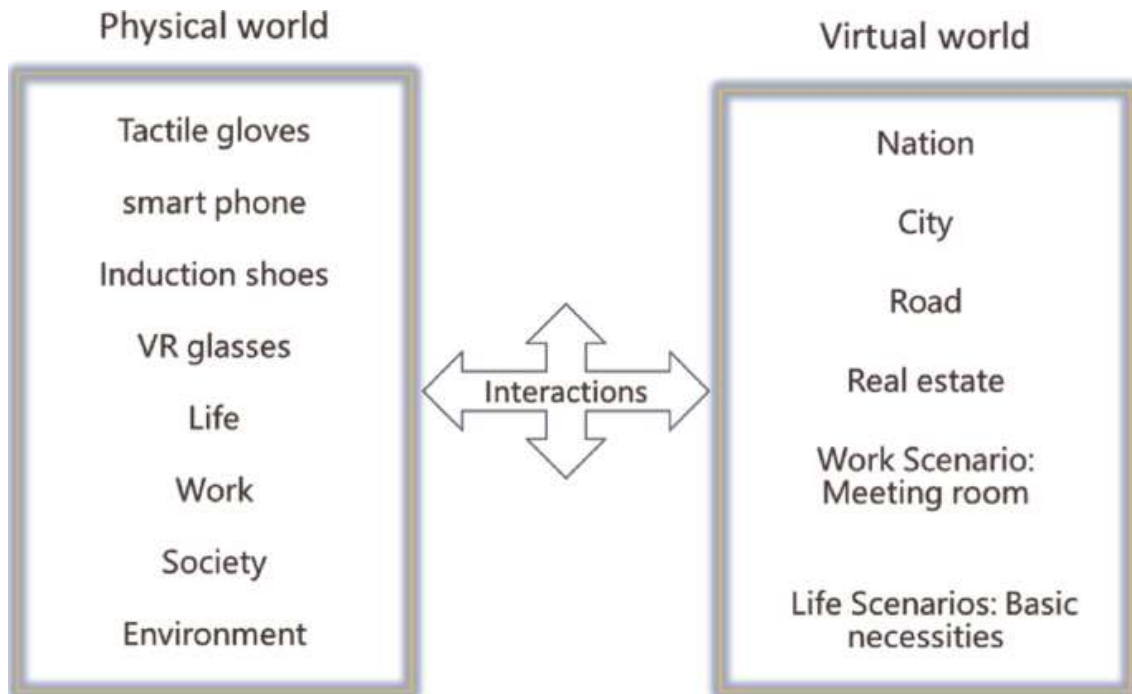 Physical world
Tactile gloves
smart phone
Induction shoes
VR glasses
Life
Work
Society
Environment
Interactions
Virtual world
Nation
City
Road
Real estate
Work Scenario:
Meeting room
Life Scenarios: Basic
necessities